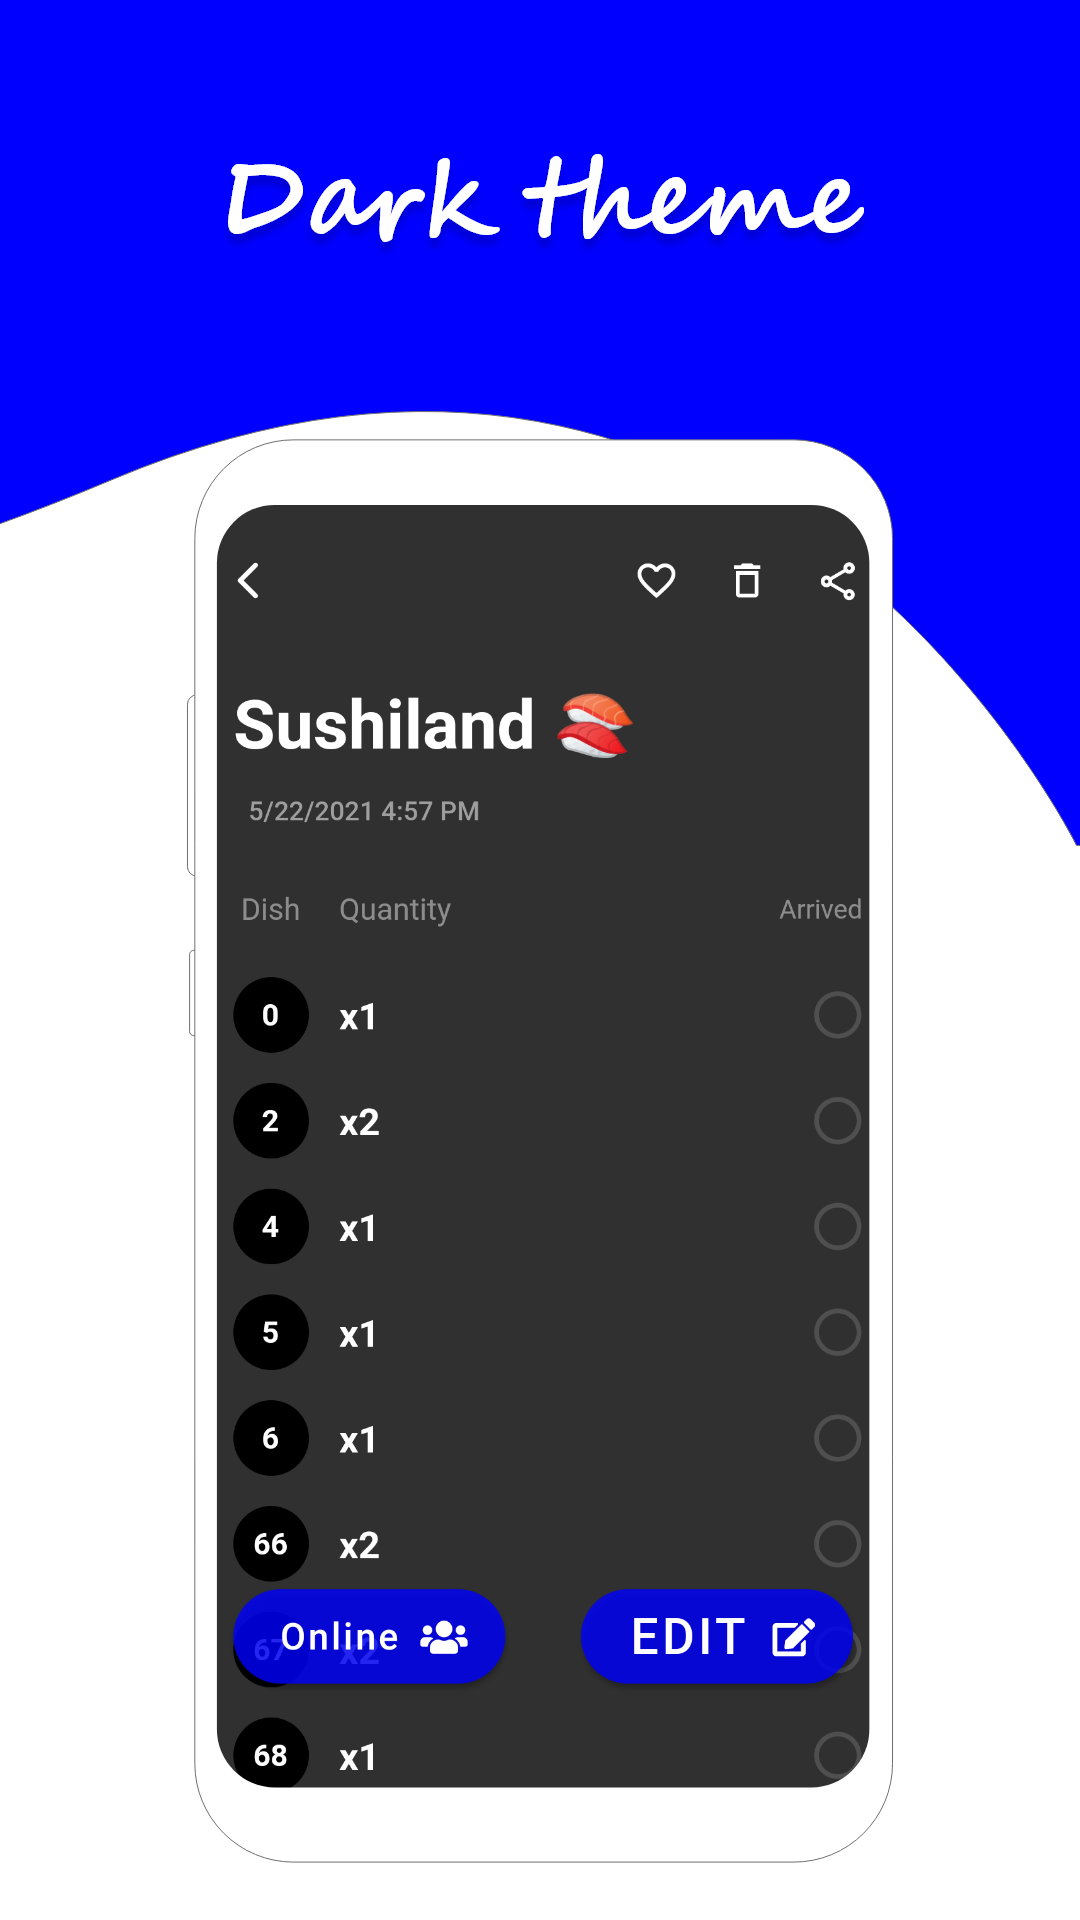 Dark theme
Sushiland 🍣
5/22/2021 4:57 PM
Dish Quantity Arrived
0 x1
2 x2
4 x1
5 x1
6 x1
66 x2
67 x2
Online EDIT
68 x1